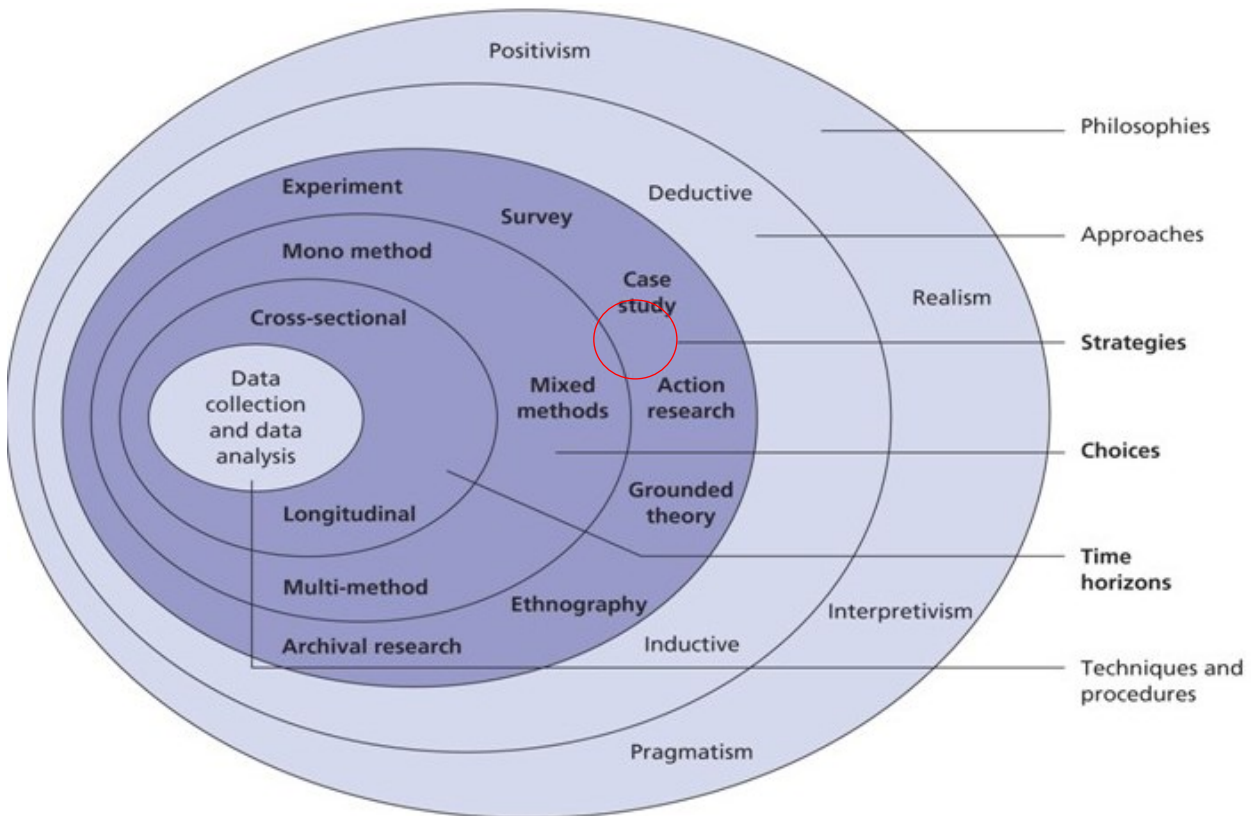 Positivism
Philosophies
Experiment
Deductive
Survey
Approaches
Mono method
Case
study
Realism
Cross-sectional
Strategies
Data
collection
and data
analysis
Mixed
methods
Action
research
Choices
Grounded
theory
Longitudinal
Time
horizons
Multi-method
Ethnography
Interpretivism
Archival research
Inductive
Techniques and
procedures
Pragmatism